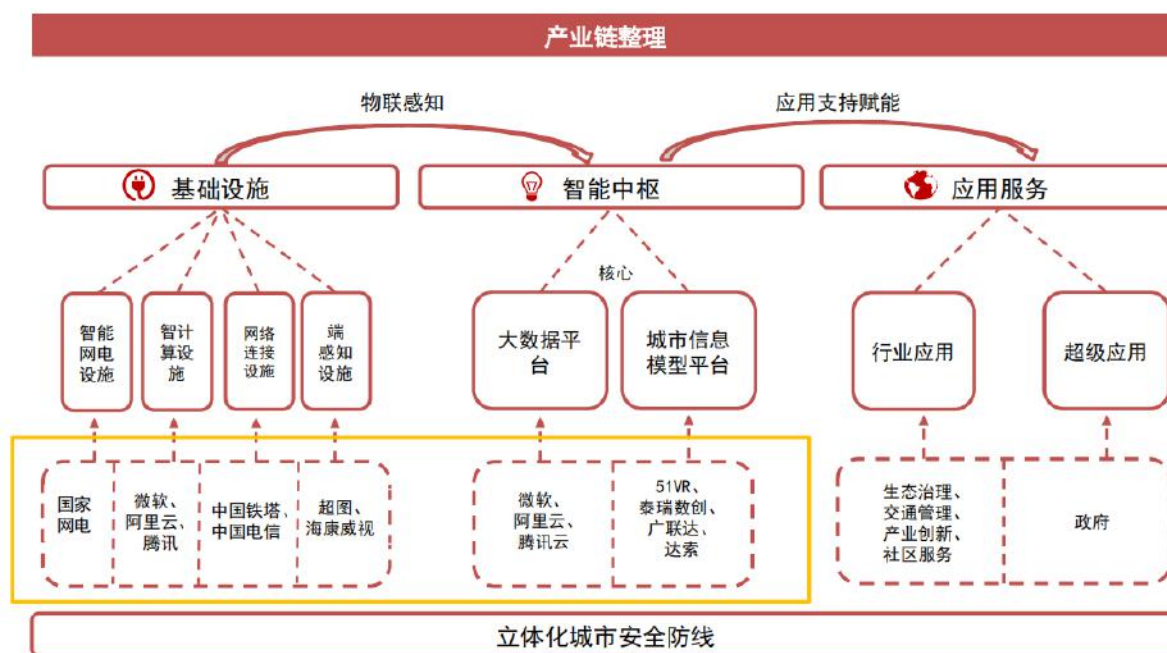 产业链整理
物联感知
应用支持赋能
基础设施
智能中枢
应用服务
核心
智能
网电
设施
智计
算设
施
网络
连接
设施
端
感知
设施
大数据平
台
城市信息
模型平台
行业应用
超级应用
国家
网电
微软、
阿里云、
腾讯
中国铁塔、
中国电信
超图、
海康威视
微软、
阿里云、
腾讯云
51VR、
泰瑞数创、
广联达、
达索
生态治理、
交通管理、
产业创新、
社区服务
政府
立体化城市安全防线